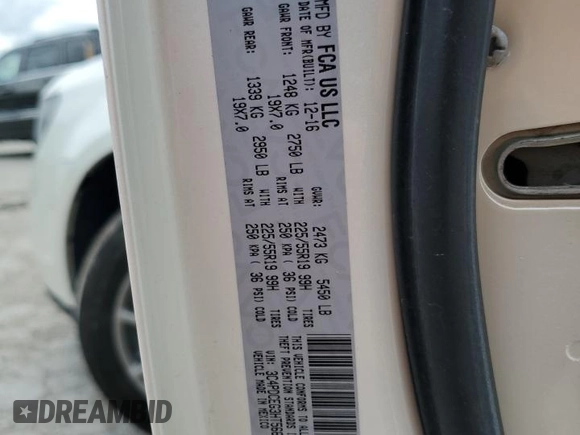 MFD BY FCA US LLC
DATE OF MFR(BUILT): 12-16 GVWR: 2473 KG 5450 LB
GAWR FRONT: 1248 KG 2750 LB WITH 225/55R19 99H TIRES
19X7.0 RIMS AT 250 KPA ( 36 PSI) COLD
GAWR REAR: 1339 KG 2950 LB WITH 225/55R19 99H TIRES
19X7.0 RIMS AT 250 KPA ( 36 PSI) COLD
THIS VEHICLE CONFORMS TO
THEFT PREVENTION STANDARDS
VEHICLE MADE IN MEXICO
VIN: 3C4PDCEG3HT56
DREAMBID